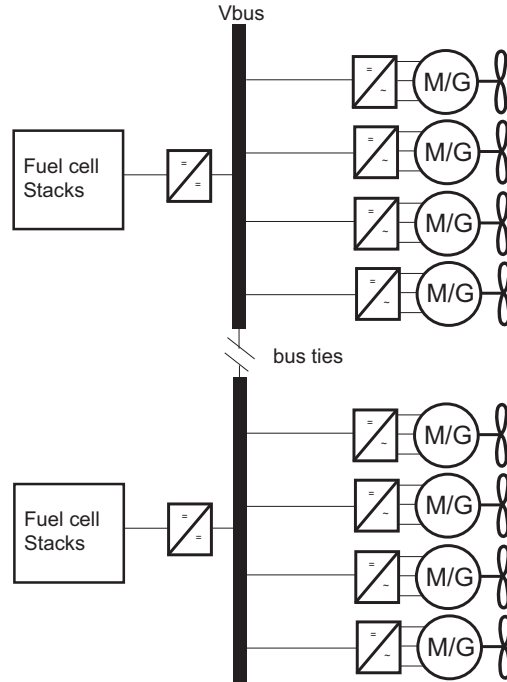 Vbus
Fuel cell
Stacks
=
=
=
~
M/G
=
~
M/G
=
~
M/G
=
~
M/G
bus ties
Fuel cell
Stacks
=
=
=
~
M/G
=
~
M/G
=
~
M/G
=
~
M/G